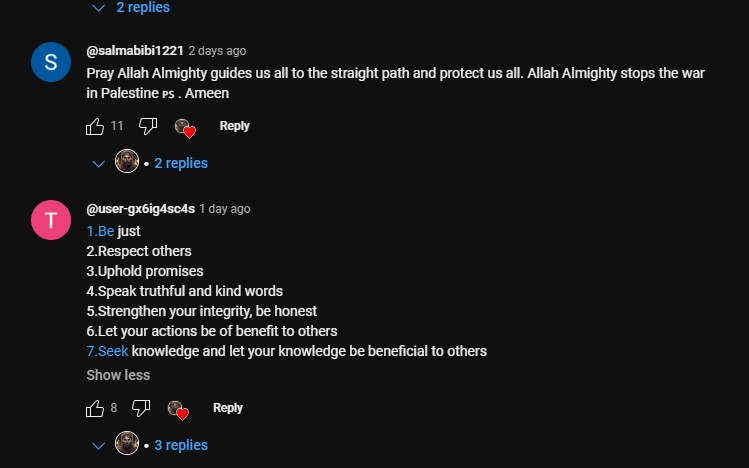 2 replies
S
@salmabibi1221 2 days ago
Pray Allah Almighty guides us all to the straight path and protect us all. Allah Almighty stops the war
in Palestine PS . Ameen
11 Reply
• 2 replies
T
@user-gx6ig4sc4s 1 day ago
1.Be just
2.Respect others
3.Uphold promises
4.Speak truthful and kind words
5.Strengthen your integrity, be honest
6.Let your actions be of benefit to others
7.Seek knowledge and let your knowledge be beneficial to others
Show less
8 Reply
• 3 replies